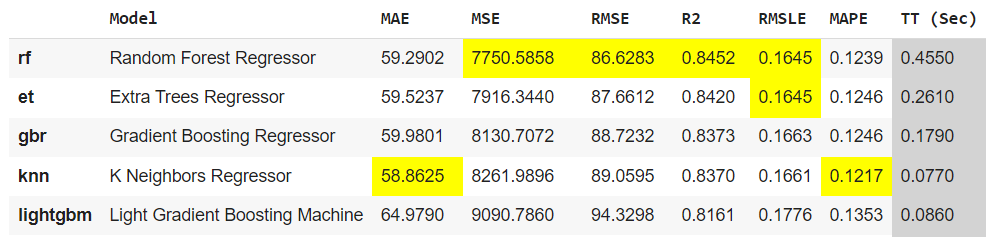 Model MAE MSE RMSE R2 RMSLE MAPE TT (Sec)
rf Random Forest Regressor 59.2902 7750.5858 86.6283 0.8452 0.1645 0.1239 0.4550
et Extra Trees Regressor 59.5237 7916.3440 87.6612 0.8420 0.1645 0.1246 0.2610
gbr Gradient Boosting Regressor 59.9801 8130.7072 88.7232 0.8373 0.1663 0.1246 0.1790
knn K Neighbors Regressor 58.8625 8261.9896 89.0595 0.8370 0.1661 0.1217 0.0770
lightgbm Light Gradient Boosting Machine 64.9790 9090.7860 94.3298 0.8161 0.1776 0.1353 0.0860